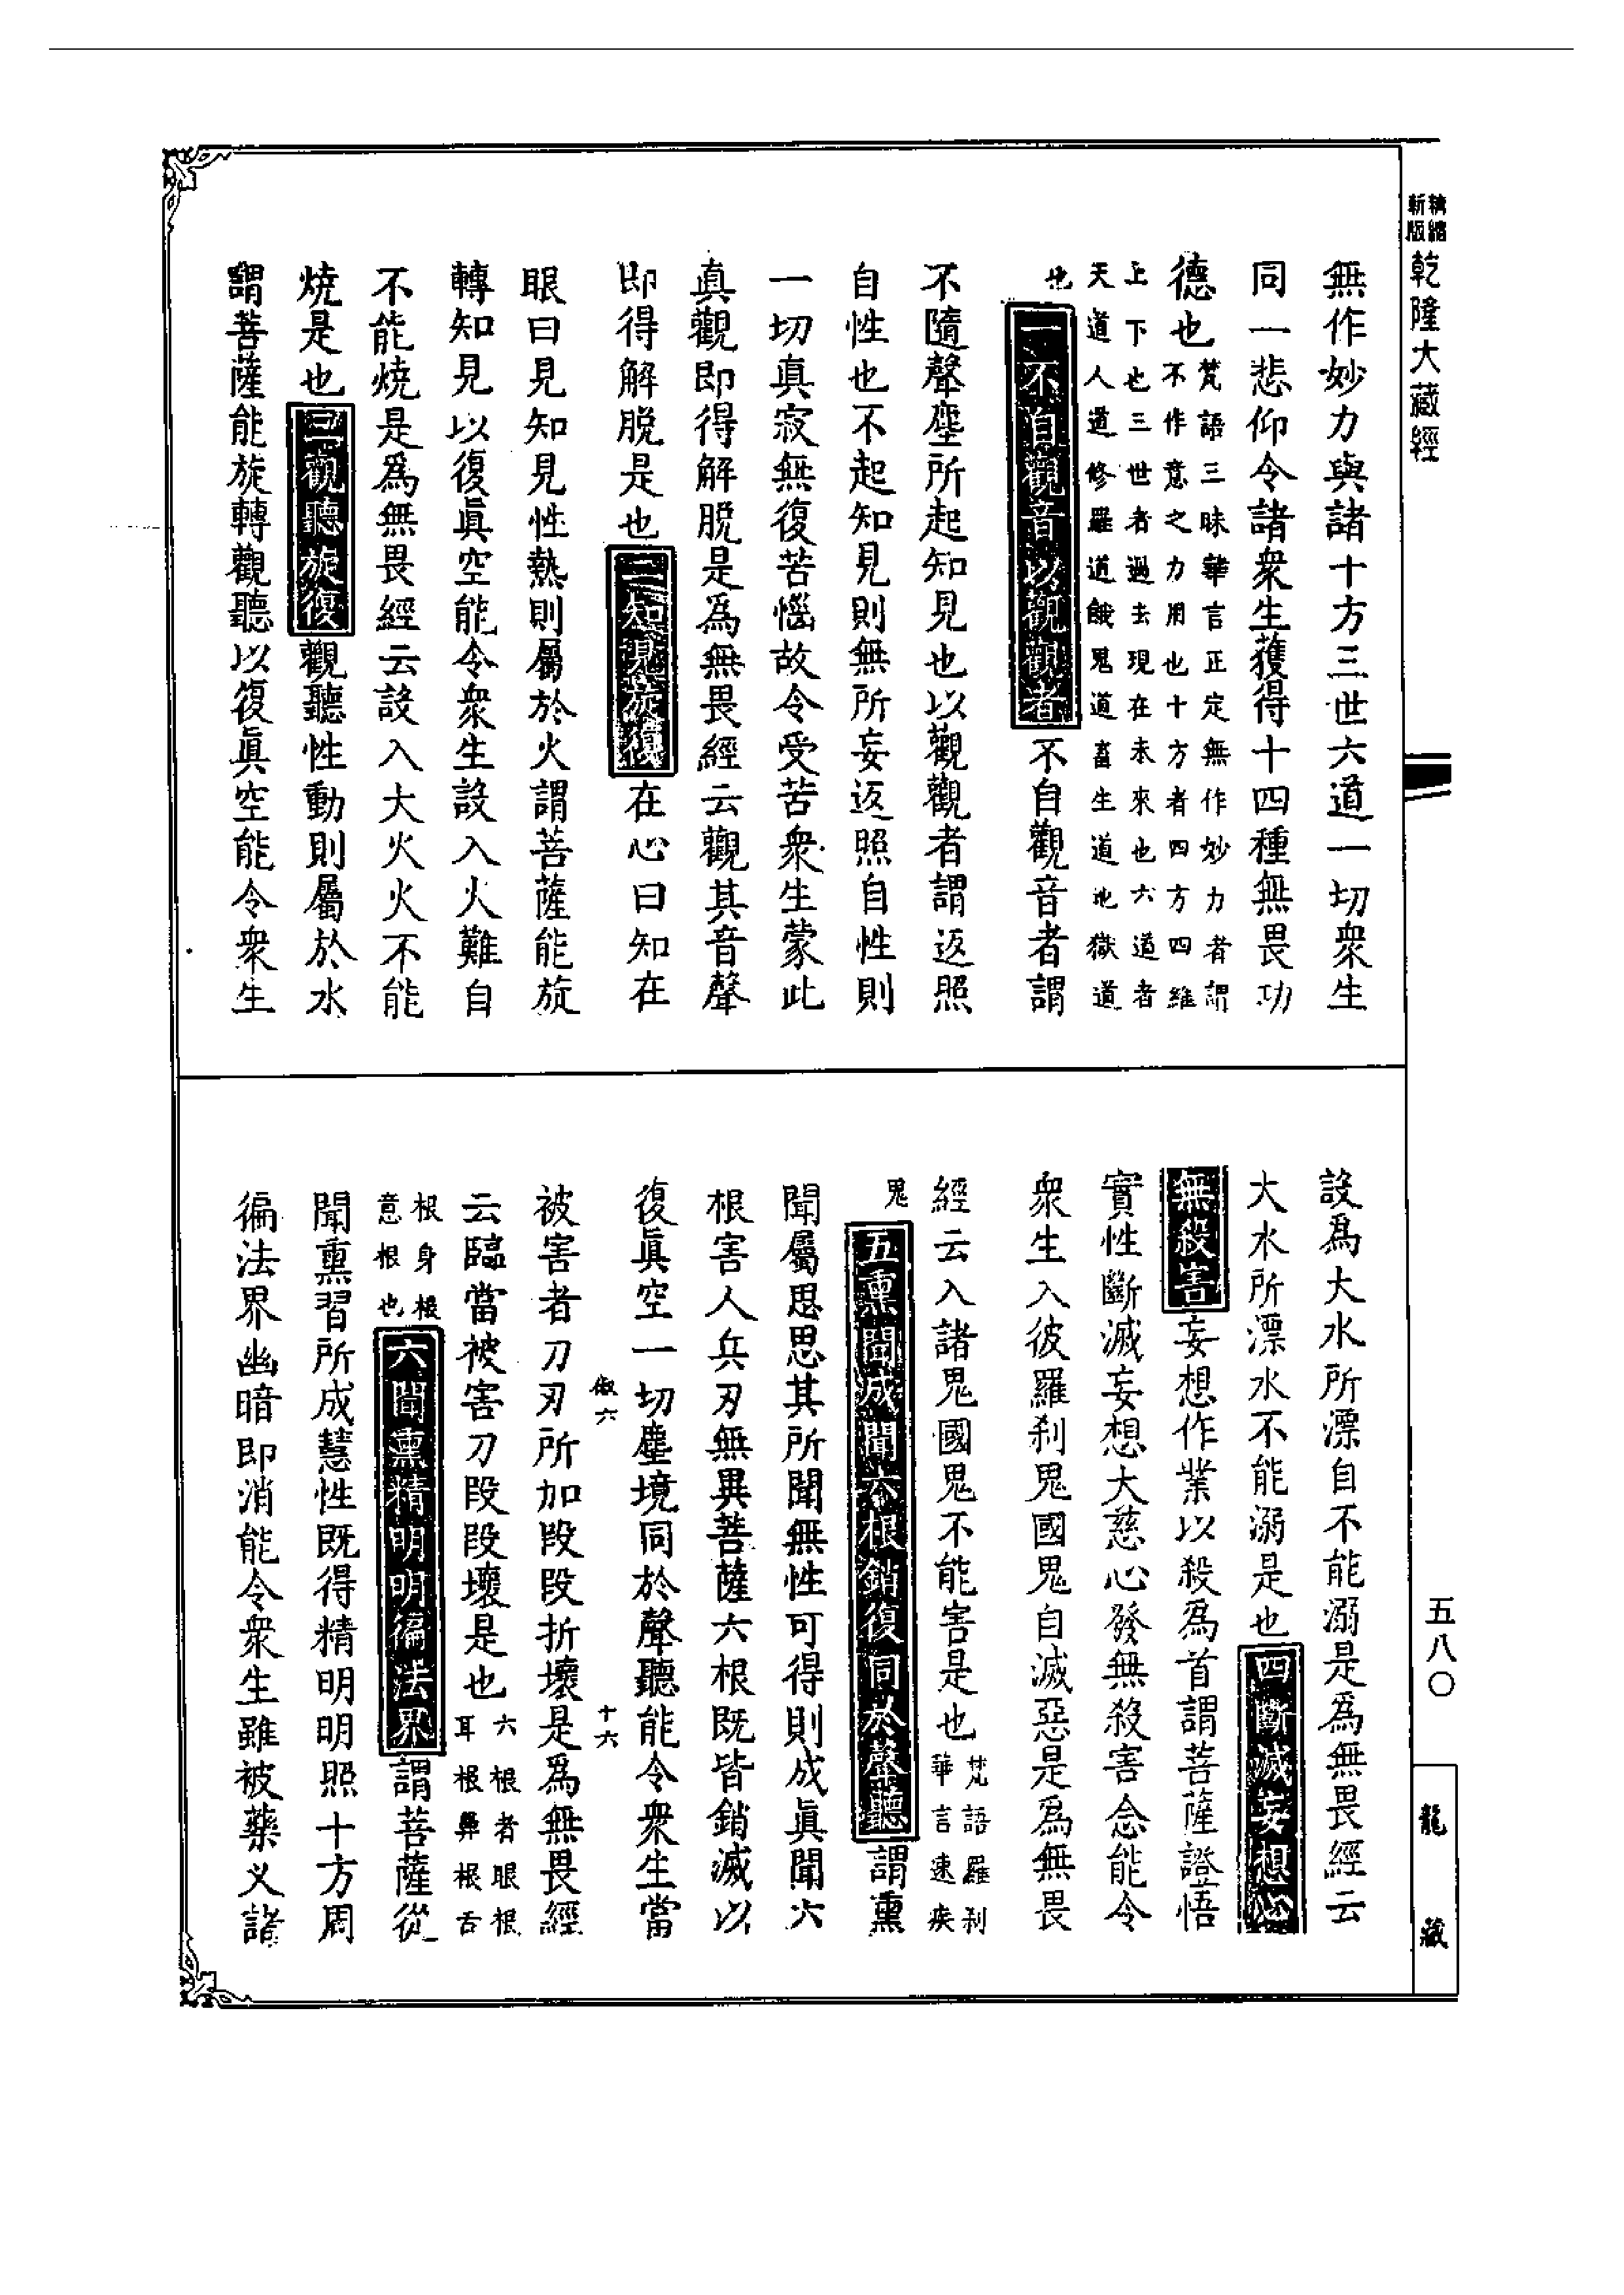 精縮新版 乾隆大藏經
無作妙力與諸十方三世六道一切衆生
同一悲仰令諸衆生獲得十四種無畏功
德也梵語三昧華言正定無作妙力者謂不作意之力用也十方者四方四維
上下也三世者過去現在未來也六道者天道人道修羅道餓鬼道畜生道地獄道
也一不自觀音以觀觀者不自觀音者謂
不隨聲塵所起知見也以觀觀者謂返照
自性也不起知見則無所妄返照自性則
一切真寂無復苦惱故令受苦衆生蒙此
真觀即得解脫是爲無畏經云觀其音聲
即得解脫是也二知見旋復在心曰知在
眼曰見知見性熱則屬於火謂菩薩能旋
轉知見以復眞空能令衆生設入火難自
不能燒是爲無畏經云設入大火火不能
燒是也三觀聽旋復觀聽性動則屬於水
謂菩薩能旋轉觀聽以復眞空能令衆生
設爲大水所漂自不能溺是爲無畏經云
大水所漂水不能溺是也四斷滅妄想心
無殺害妄想作業以殺爲首謂菩薩證悟
實性斷滅妄想大慈心發無殺害念能令
衆生入彼羅刹鬼國鬼自滅惡是爲無畏
經云入諸鬼國鬼不能害是也梵語羅刹華言速疾
鬼五熏聞成聞六根銷復同於聲聽謂熏
聞屬思思其所聞無性可得則成眞聞六
根害人兵刃無異菩薩六根既皆銷滅以
復眞空一切塵境同於聲聽能令衆生當
俶六 十六
被害者刀刃所加段段折壞是爲無畏經
云臨當被害刀段段壞是也六根者眼根耳根鼻根舌
根身根意根也六聞熏精明明徧法界謂菩薩從
聞熏習所成慧性既得精明明照十方周
徧法界幽暗即消能令衆生雖被藥叉諸
五八〇
龍藏